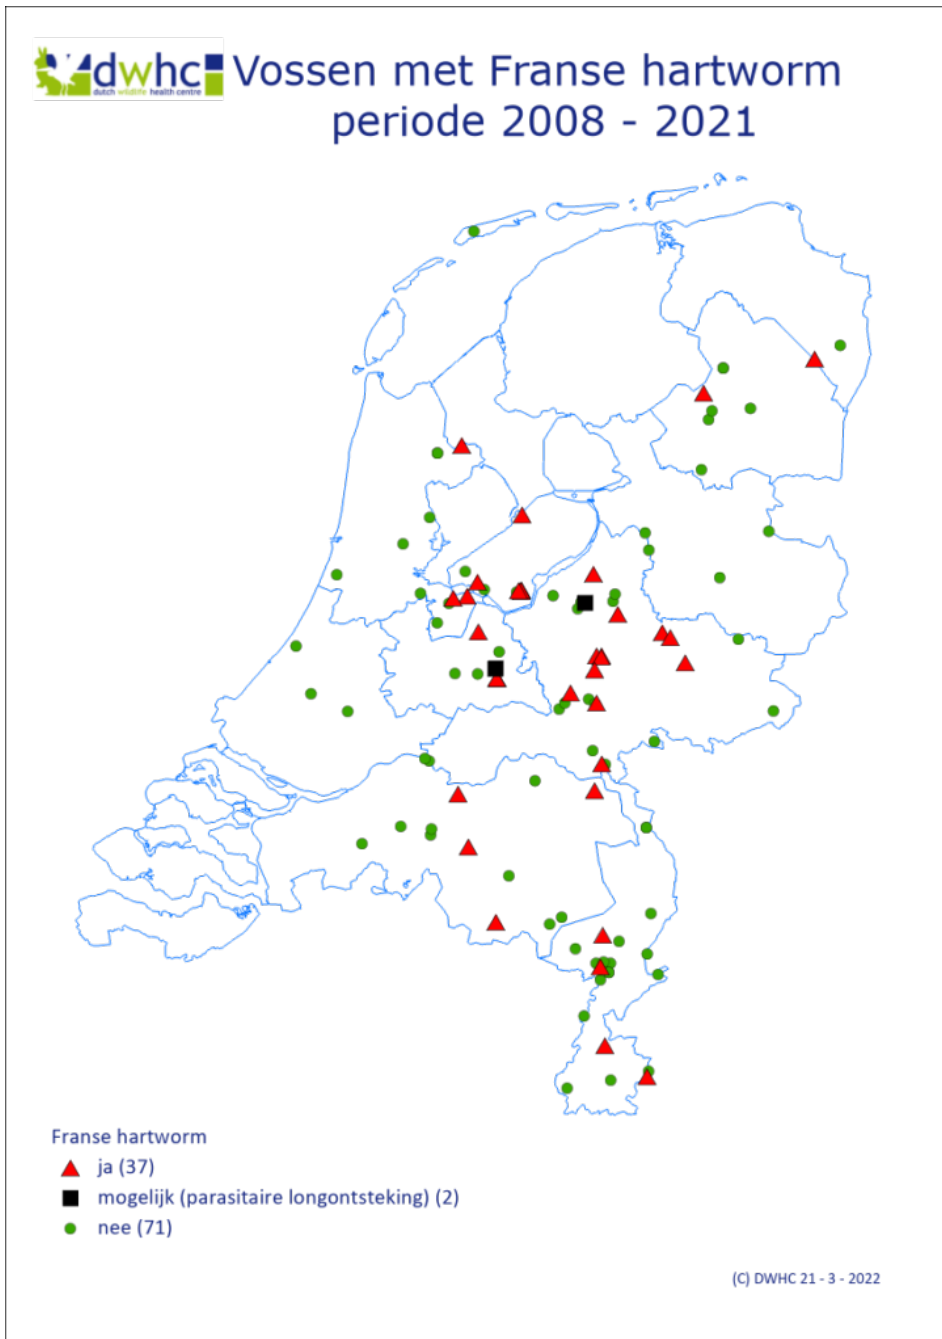 dwhc
dutch wildlife health centre
Vossen met Franse hartworm
periode 2008 - 2021
Franse hartworm
ja (37)
mogelijk (parasitaire longontsteking) (2)
nee (71)
(C) DWHC 21 - 3 - 2022